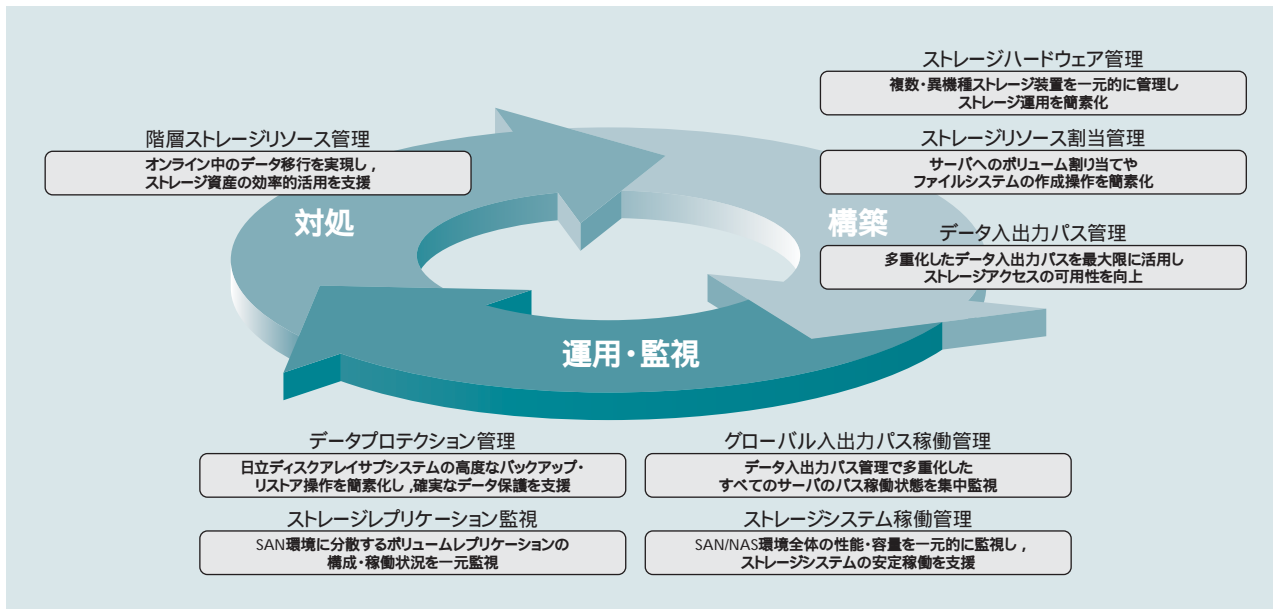 ストレージハードウェア管理
複数・異機種ストレージ装置を一元的に管理し
ストレージ運用を簡素化
階層ストレージリソース管理
オンライン中のデータ移行を実現し,
ストレージ資産の効率的活用を支援
ストレージリソース割当管理
サーバへのボリューム割り当てや
ファイルシステムの作成操作を簡素化
対処
構築
データ入出力パス管理
多重化したデータ入出力パスを最大限に活用し
ストレージアクセスの可用性を向上
運用・監視
データプロテクション管理
日立ディスクアレイサブシステムの高度なバックアップ・
リストア操作を簡素化し,確実なデータ保護を支援
グローバル入出力パス稼働管理
データ入出力パス管理で多重化した
すべてのサーバのパス稼働状態を集中監視
ストレージレプリケーション監視
SAN環境に分散するボリュームレプリケーションの
構成・稼働状況を一元監視
ストレージシステム稼働管理
SAN/NAS環境全体の性能・容量を一元的に監視し,
ストレージシステムの安定稼働を支援